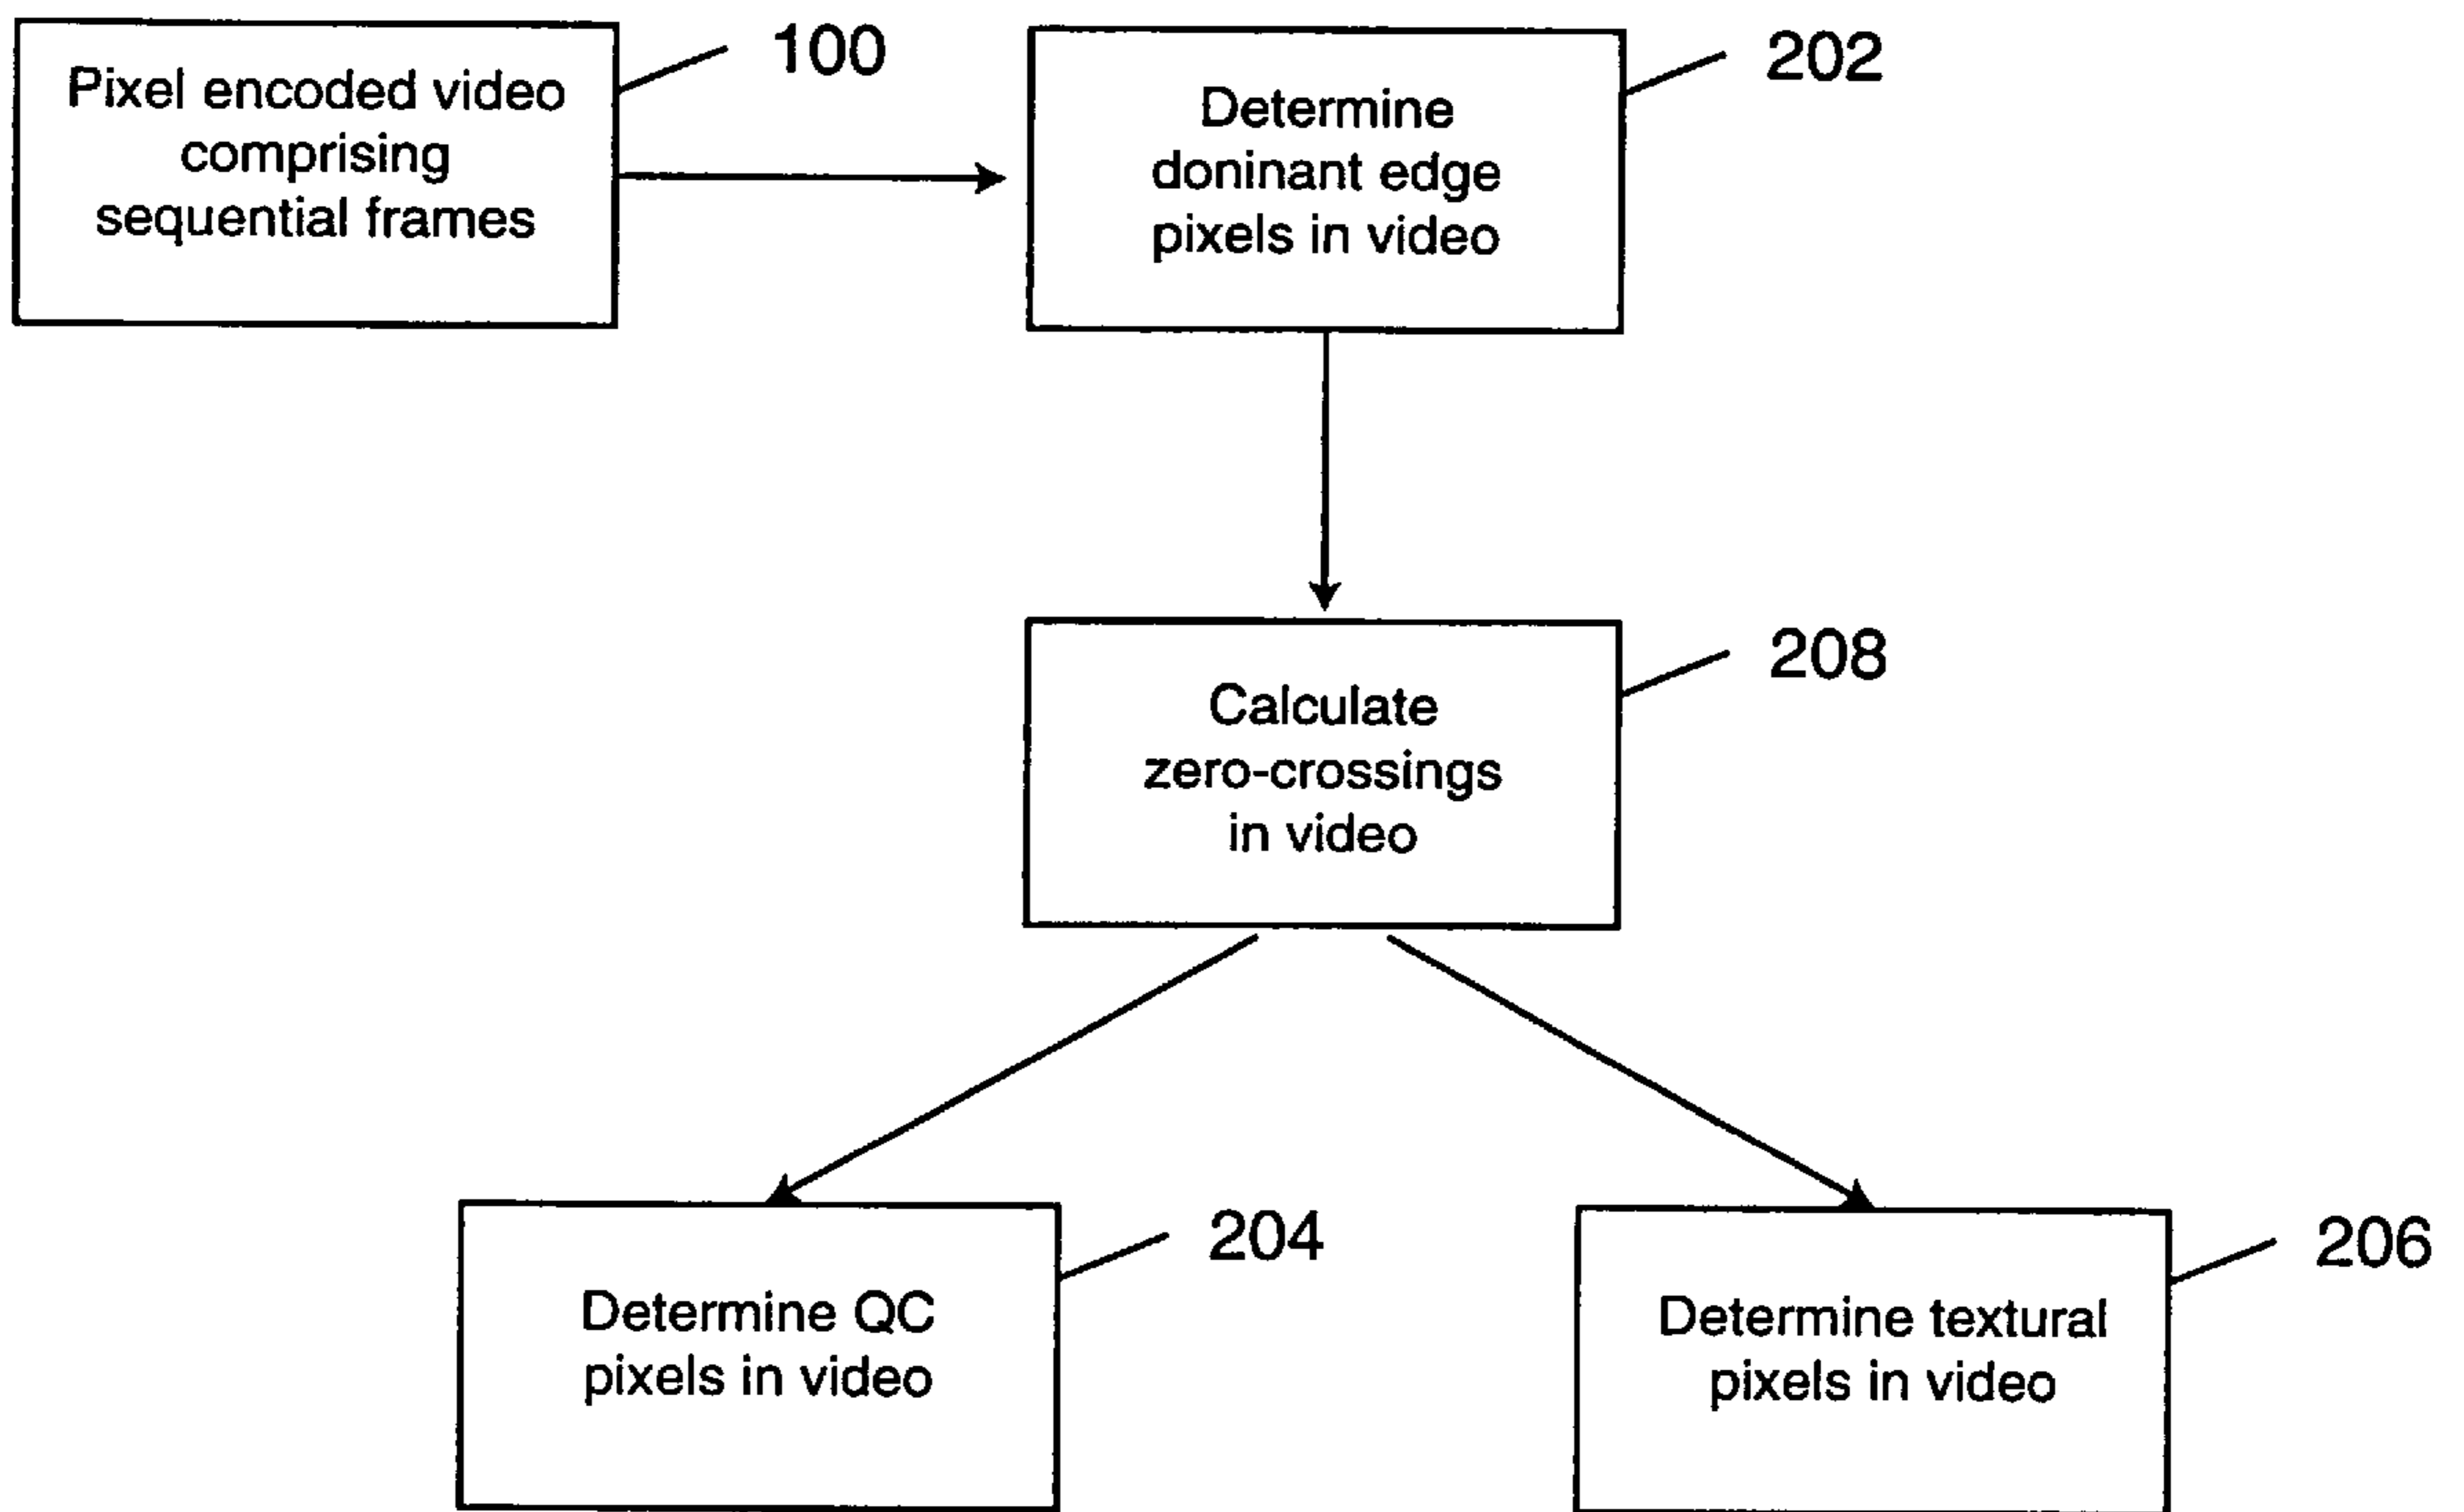 Pixel encoded video
comprising
sequential frames
100
Determine
doninant edge
pixels in video
202
Calculate
zero-crossings
in video
208
Determine QC
pixels in video
204
Determine textural
pixels in video
206